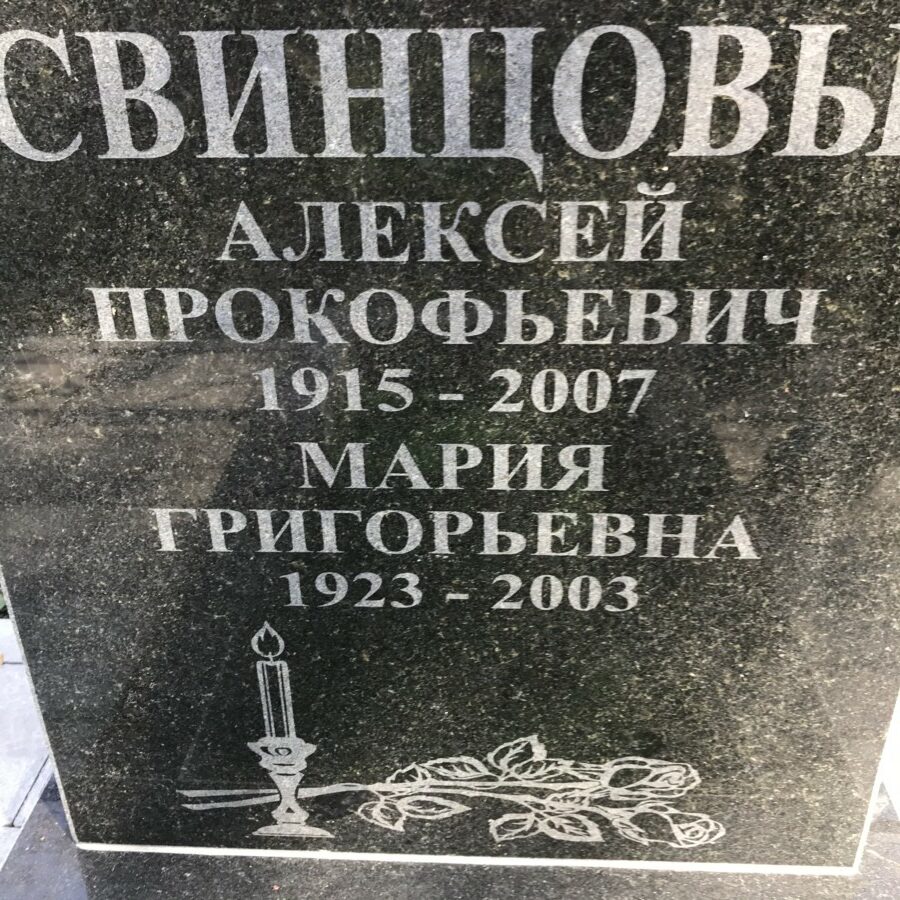 СВИНЦОВЫ
АЛЕКСЕЙ
ПРОКОФЬЕВИЧ
1915 - 2007
МАРИЯ
ГРИГОРЬЕВНА
1923 - 2003